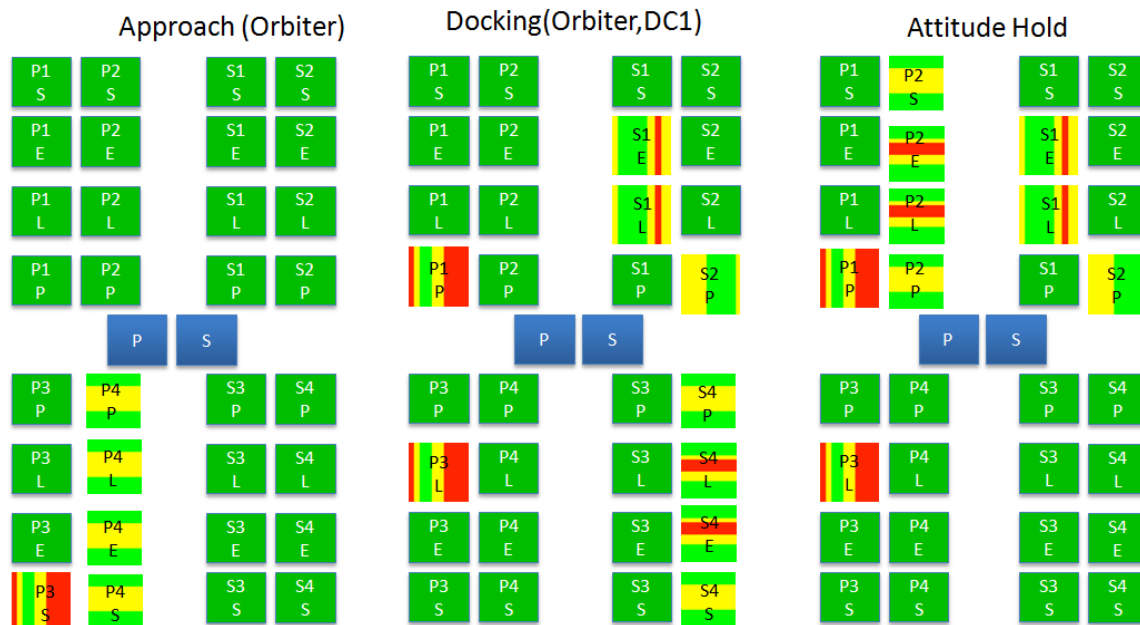 Approach (Orbiter)
P1 P2 S1 S2
S S S S
P1 P2 S1 S2
E E E E
P1 P2 S1 S2
L L L L
P1 P2 S1 S2
P P P P
P S
P3 P4 S3 S4
P P P P
P3 P4 S3 S4
L L L L
P3 P4 S3 S4
E E E E
P3 P4 S3 S4
S S S S
Docking(Orbiter,DC1)
P1 P2 S1 S2
S S S S
P1 P2 S1 S2
E E E E
P1 P2 S1 S2
L L L L
P1 P2 S1 S2
P P P P
P S
P3 P4 S3 S4
P P P P
P3 P4 S3 S4
L L L L
P3 P4 S3 S4
E E E E
P3 P4 S3 S4
S S S S
Attitude Hold
P1 P2 S1 S2
S S S S
P1 P2 S1 S2
E E E E
P1 P2 S1 S2
L L L L
P1 P2 S1 S2
P P P P
P S
P3 P4 S3 S4
P P P P
P3 P4 S3 S4
L L L L
P3 P4 S3 S4
E E E E
P3 P4 S3 S4
S S S S